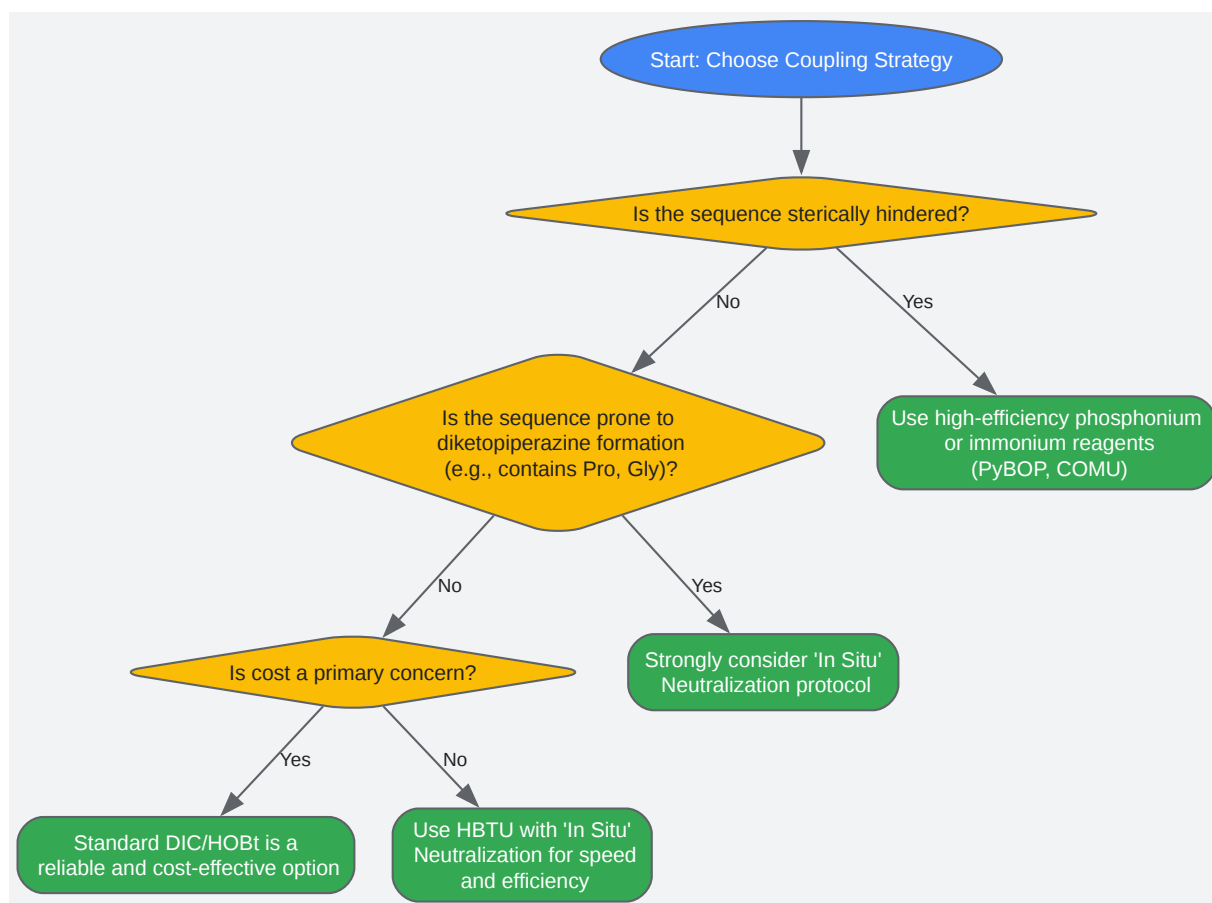 Start: Choose Coupling Strategy
Is the sequence sterically hindered?
No
Yes
Is the sequence prone to
diketopiperazine formation
(e.g., contains Pro, Gly)?
Use high-efficiency phosphonium
or immonium reagents
(PyBOP, COMU)
No
Yes
Is cost a primary concern?
Strongly consider 'In Situ'
Neutralization protocol
Yes
No
Standard DIC/HOBt is a
reliable and cost-effective option
Use HBTU with 'In Situ'
Neutralization for speed
and efficiency